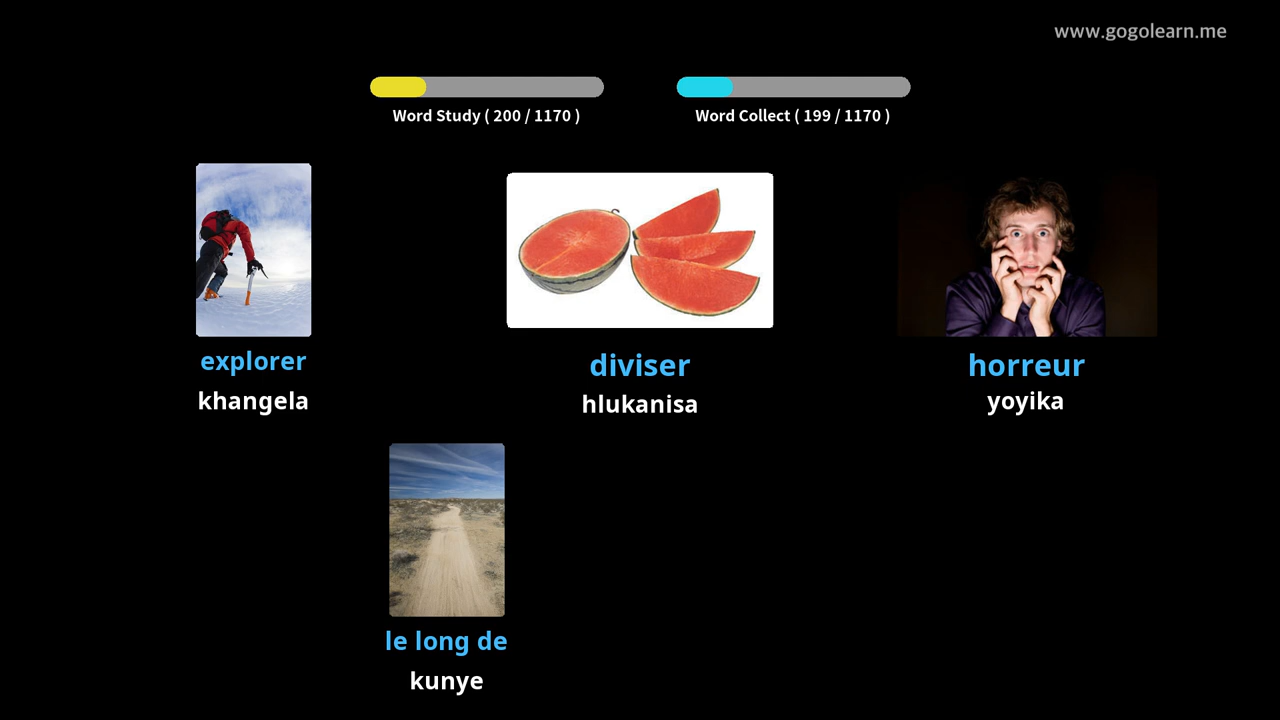 www.gogolearn.me
Word Study ( 200 / 1170 )
Word Collect ( 199 / 1170 )
explorer
khangela
diviser
hlukanisa
horreur
yoyika
le long de
kunye